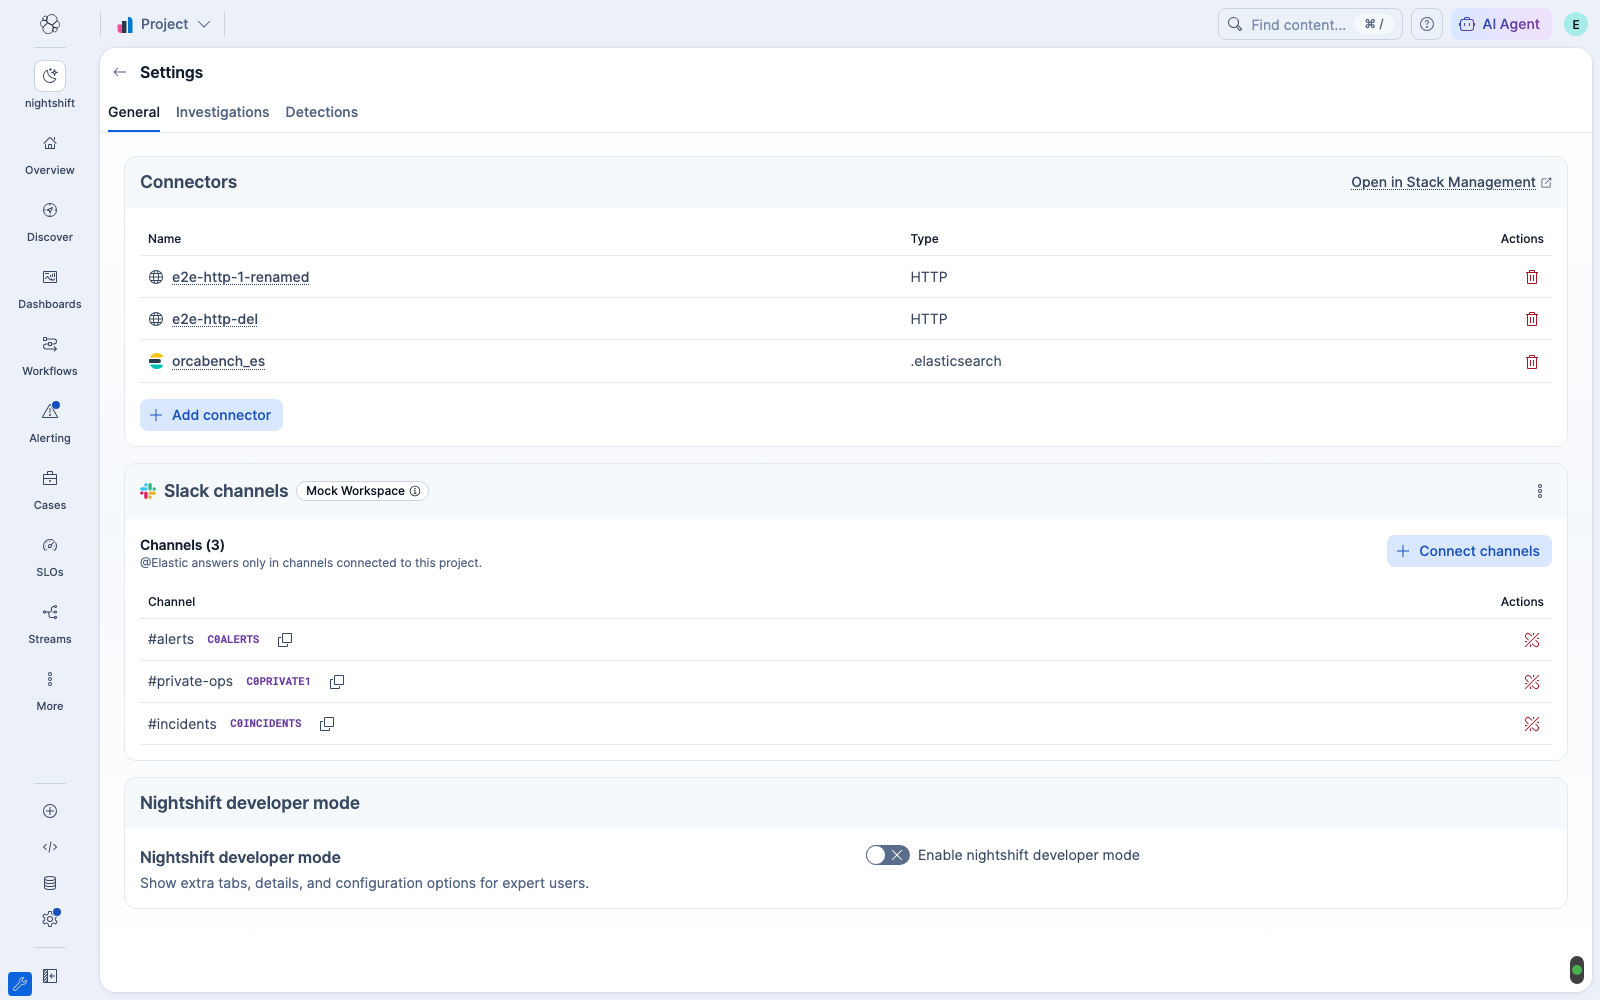 Project
Find content...
⌘ /
AI Agent
E
nightshift
Overview
Discover
Dashboards
Workflows
Alerting
Cases
SLOs
Streams
More
Settings
General
Investigations
Detections
Connectors
Open in Stack Management
Name
Type
Actions
e2e-http-1-renamed
HTTP
e2e-http-del
HTTP
orcabench_es
.elasticsearch
Add connector
Slack channels
Mock Workspace
Channels (3)
@Elastic answers only in channels connected to this project.
Connect channels
Channel
Actions
#alerts C0ALERTS
#private-ops C0PRIVATE1
#incidents C0INCIDENTS
Nightshift developer mode
Nightshift developer mode
Show extra tabs, details, and configuration options for expert users.
Enable nightshift developer mode